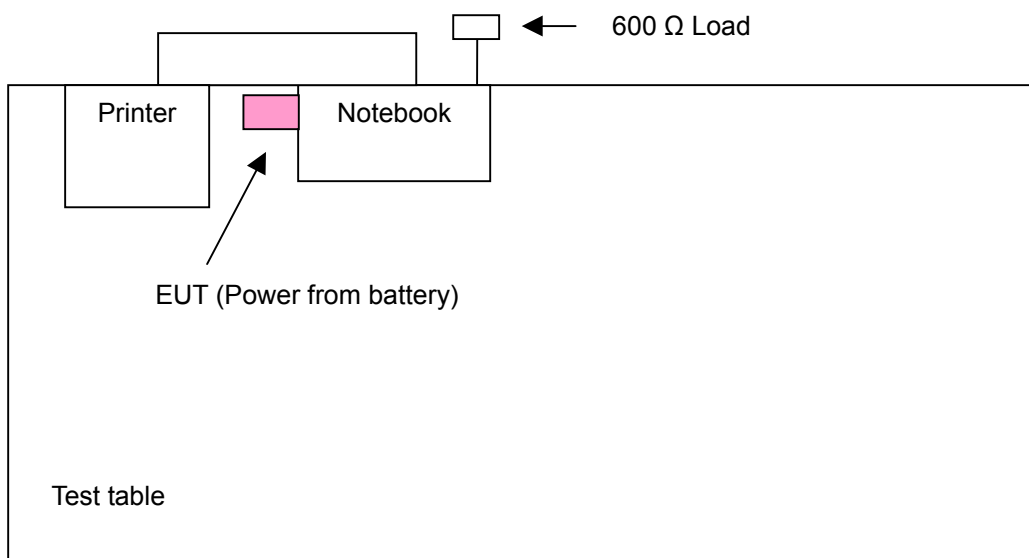 600 Ω Load
Printer
Notebook
EUT (Power from battery)
Test table